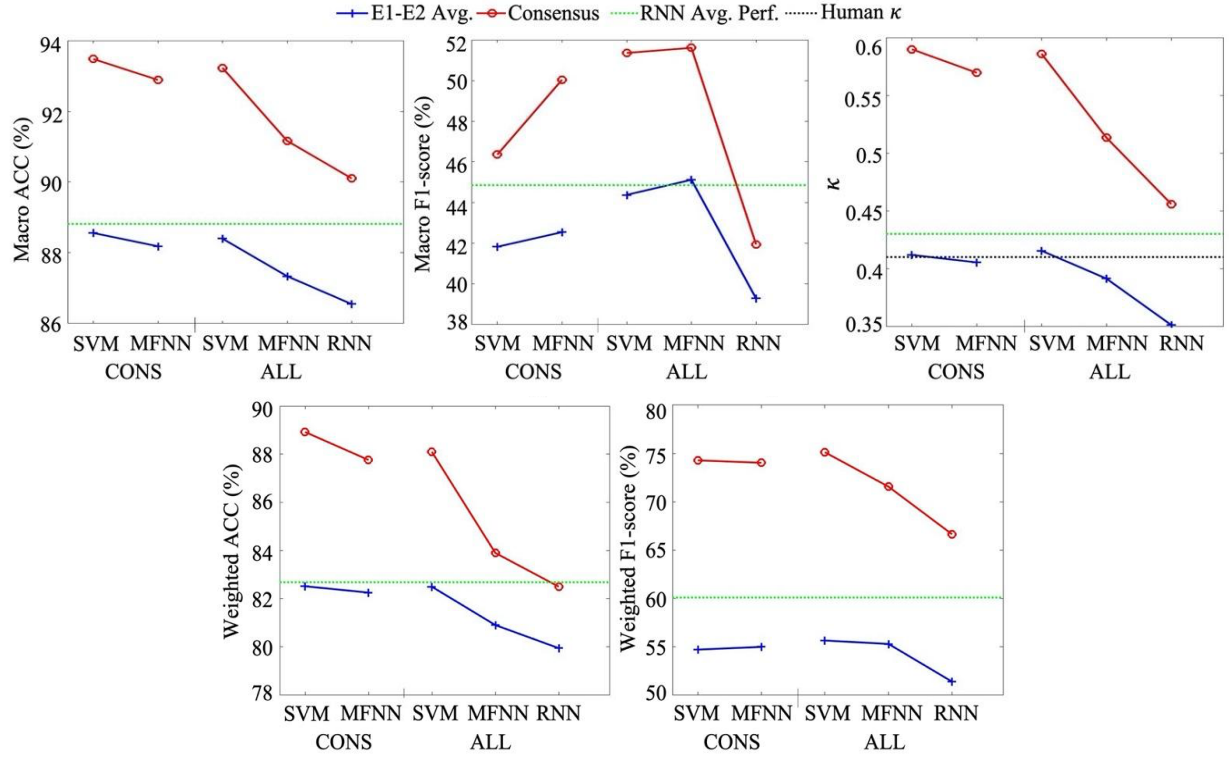 E1-E2 Avg. Consensus RNN Avg. Perf. Human κ
Macro ACC (%)
94
92
90
88
86
SVM MFNN SVM MFNN RNN
CONS ALL
Macro F1-score (%)
52
50
48
46
44
42
40
38
SVM MFNN SVM MFNN RNN
CONS ALL
κ
0.6
0.55
0.5
0.45
0.4
0.35
SVM MFNN SVM MFNN RNN
CONS ALL
Weighted ACC (%)
90
88
86
84
82
80
78
SVM MFNN SVM MFNN RNN
CONS ALL
Weighted F1-score (%)
80
75
70
65
60
55
50
SVM MFNN SVM MFNN RNN
CONS ALL